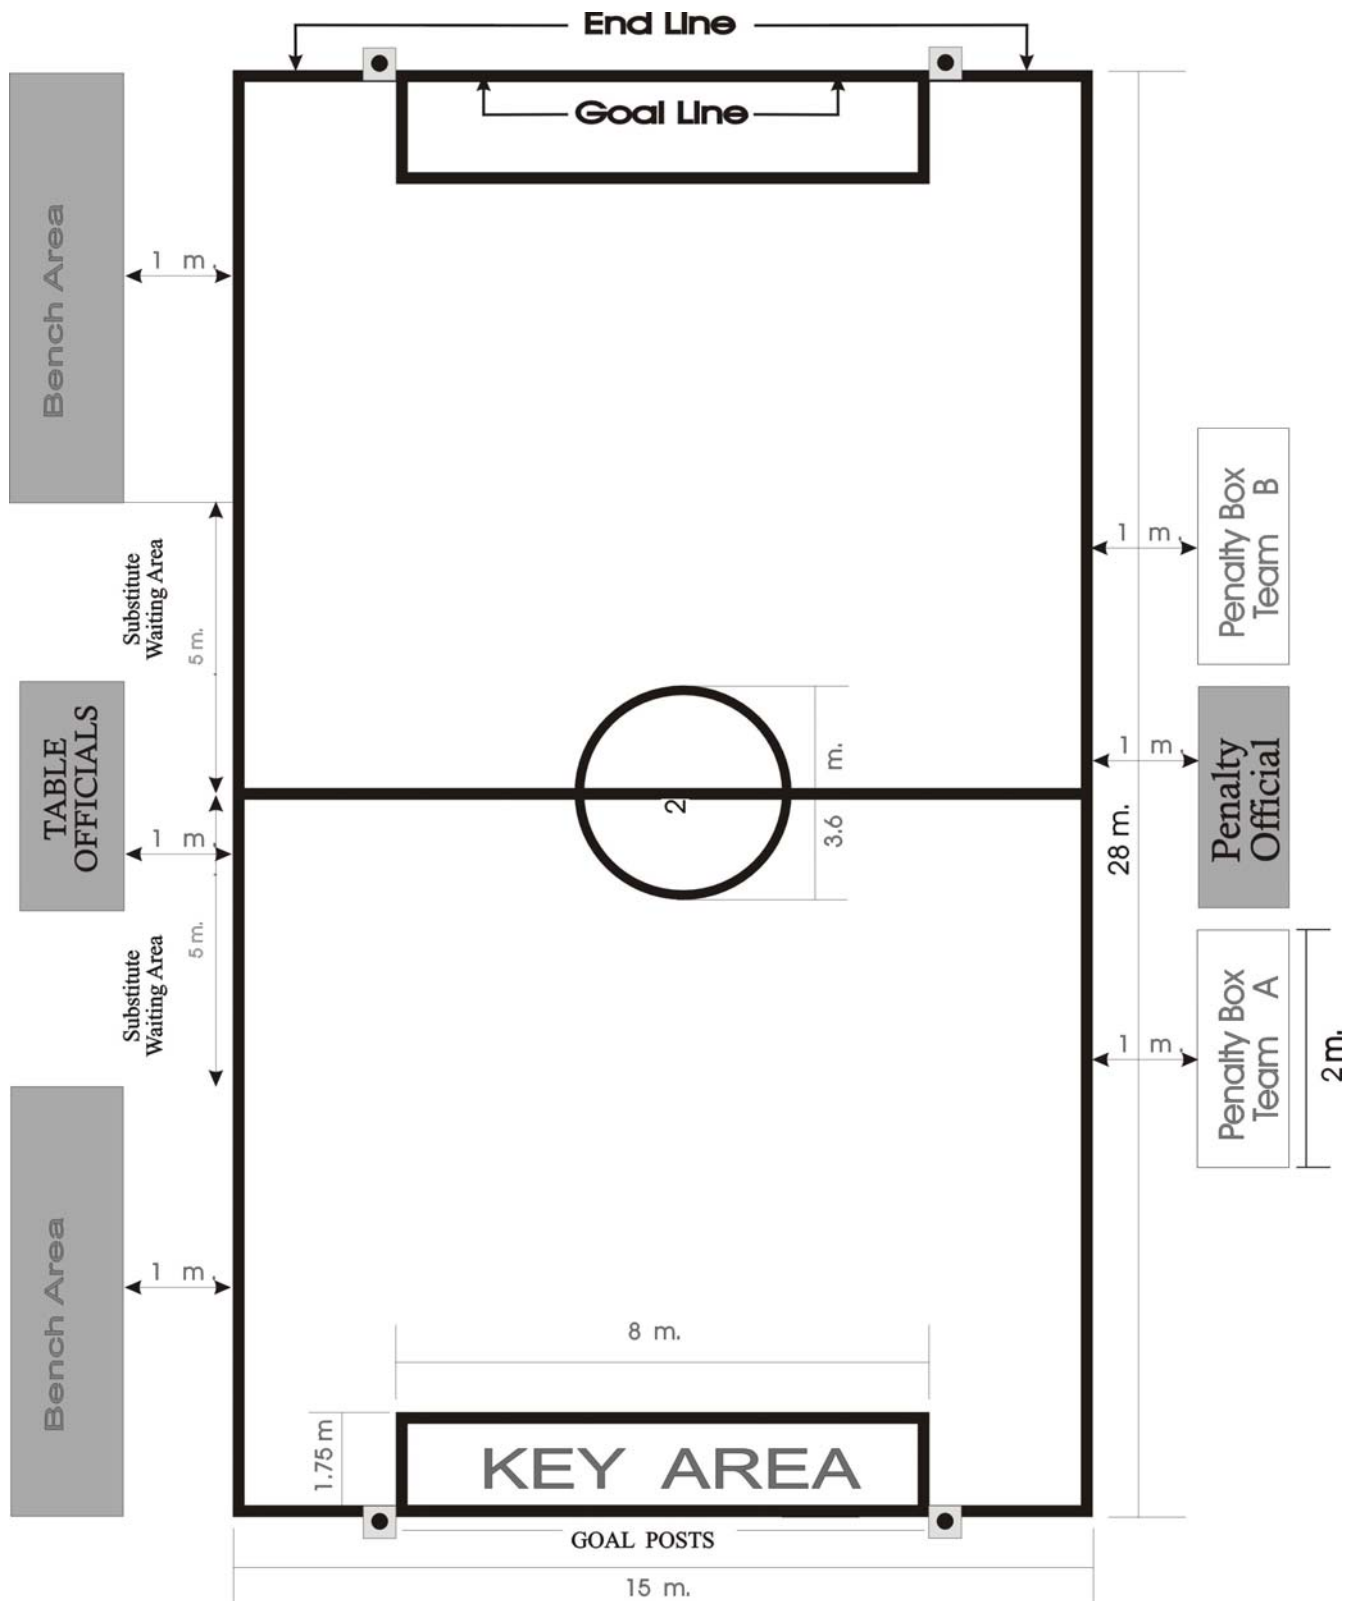 End Line
Goal Line
Bench Area
1 m.
Substitute
Waiting Area
5 m.
1 m.
Penalty Box
Team B
TABLE
OFFICIALS
1 m
1 m.
Penalty
Official
m.
3.6
2
28 m.
Substitute
Waiting Area
5 m.
1 m.
Penalty Box
Team A
2 m.
Bench Area
1 m.
8 m.
1.75 m
KEY AREA
GOAL POSTS
15 m.